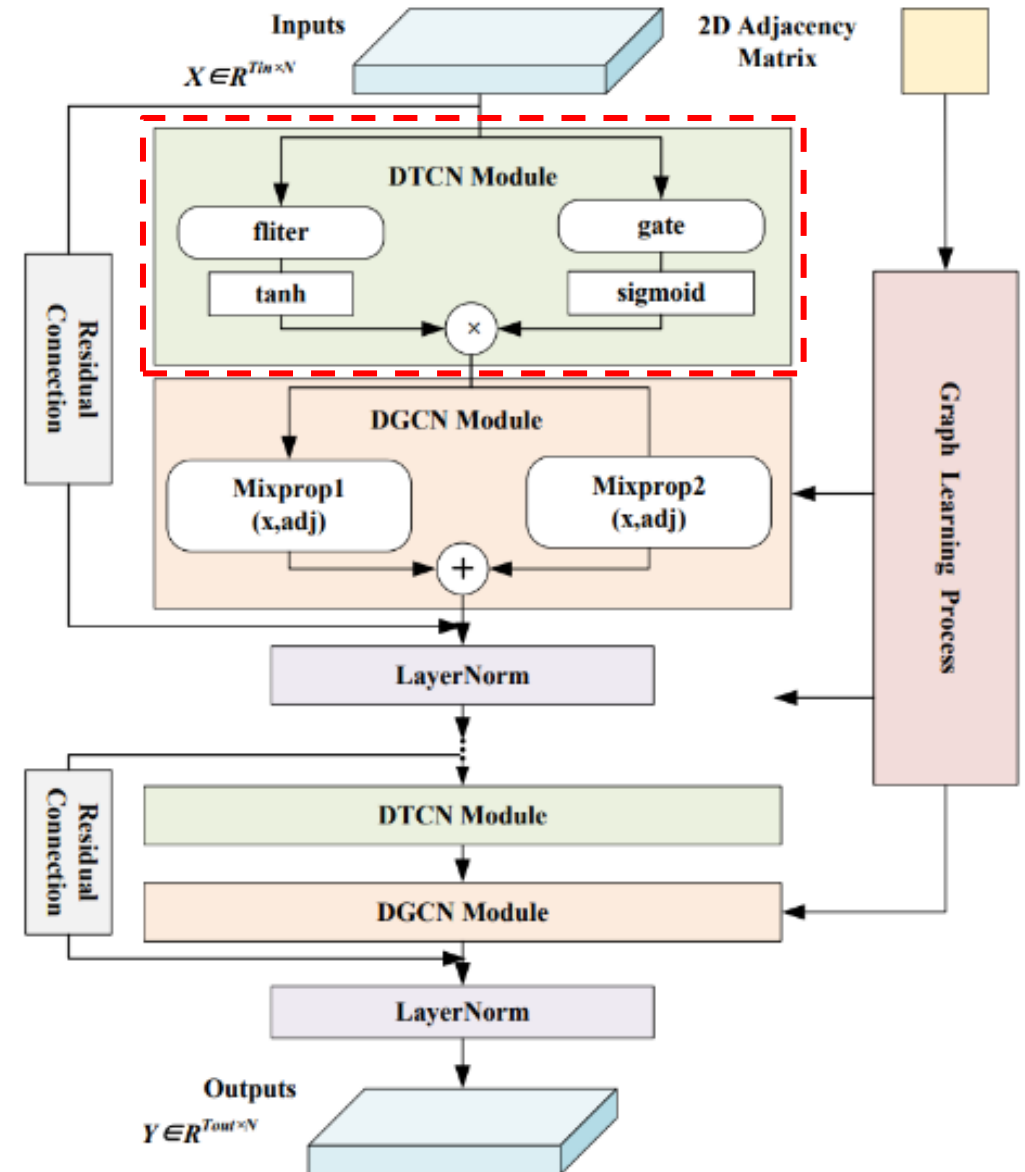 Inputs
X∈R^{Tin×N}
2D Adjacency
Matrix
DTCN Module
fliter
gate
tanh
sigmoid
×
Residual
Connection
DGCN Module
Mixprop1
(x,adj)
Mixprop2
(x,adj)
+
Graph Learning Process
LayerNorm
Residual
Connection
DTCN Module
DGCN Module
LayerNorm
Outputs
Y∈R^{Tout×N}